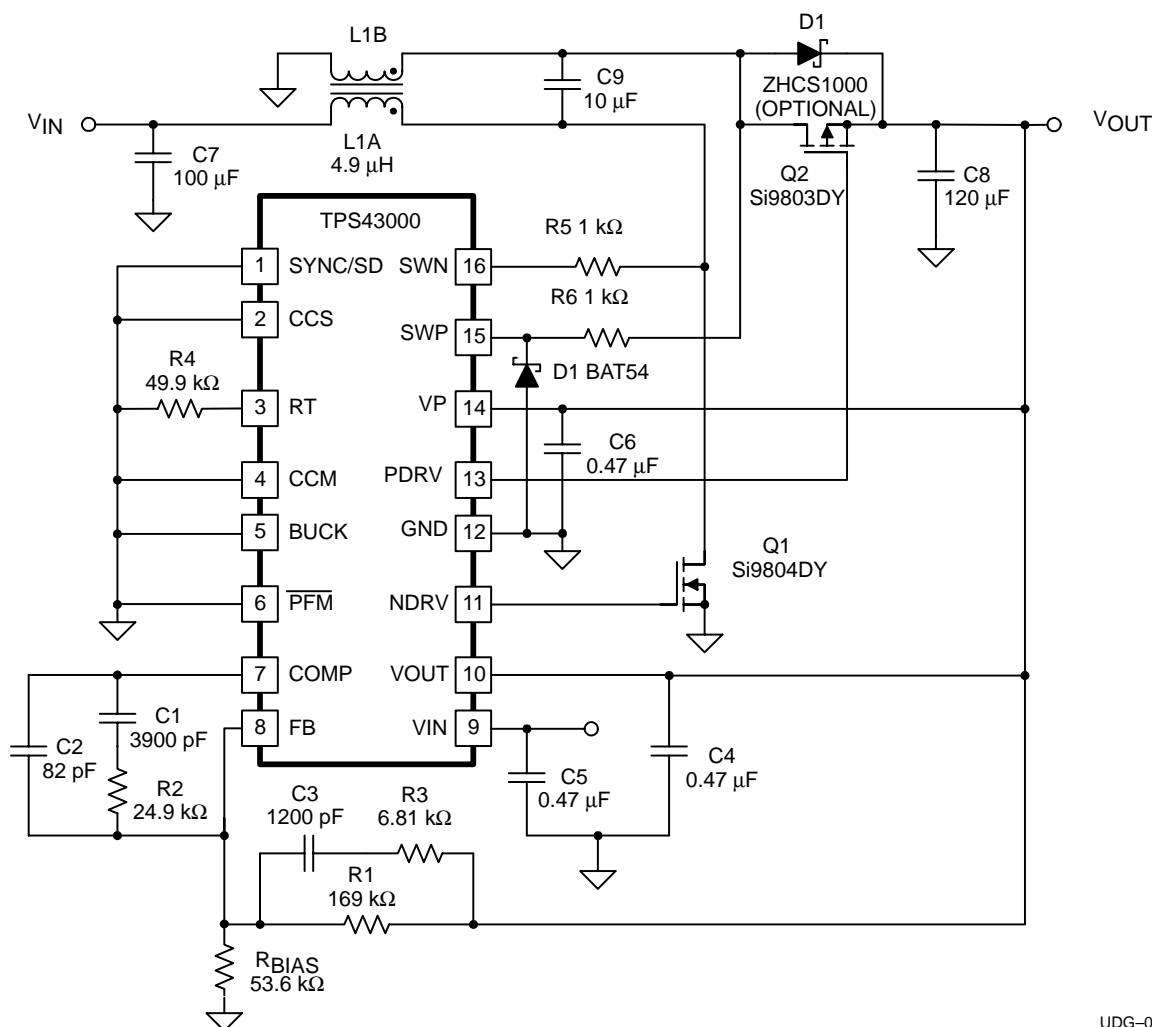 D1
L1B
C9
10 μF
ZHCS1000
(OPTIONAL)
VIN
VOUT
L1A
4.9 μH
C7
100 μF
Q2
Si9803DY
C8
120 μF
TPS43000
R5 1 kΩ
1 SYNC/SD
SWN 16
R6 1 kΩ
2 CCS
SWP 15
R4
49.9 kΩ
D1 BAT54
3 RT
VP 14
C6
0.47 μF
4 CCM
PDRV 13
5 BUCK
GND 12
Q1
Si9804DY
6 PFM
NDRV 11
7 COMP
VOUT 10
C1
3900 pF
8 FB
VIN 9
C2
82 pF
C4
0.47 μF
C5
0.47 μF
R2
24.9 kΩ
C3
1200 pF
R3
6.81 kΩ
R1
169 kΩ
RBIAS
53.6 kΩ
UDG–0